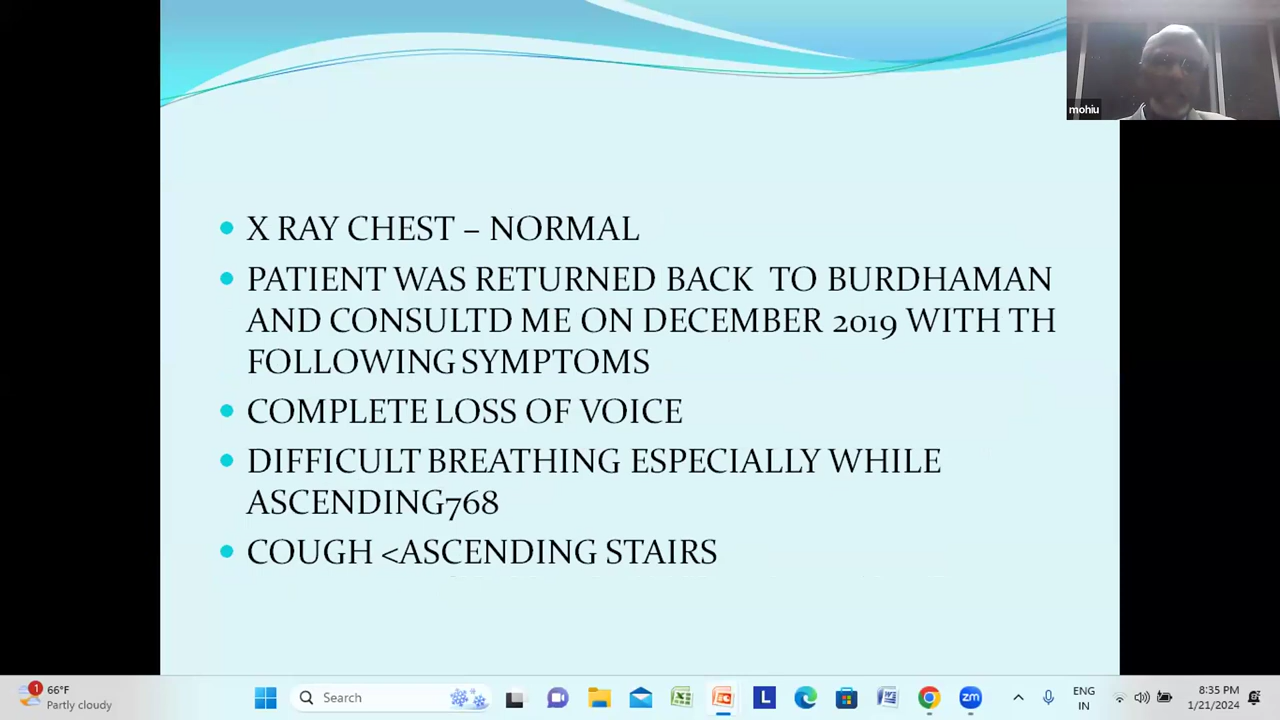 mohiu
X RAY CHEST – NORMAL
PATIENT WAS RETURNED BACK TO BURDHAMAN
AND CONSULTD ME ON DECEMBER 2019 WITH TH
FOLLOWING SYMPTOMS
COMPLETE LOSS OF VOICE
DIFFICULT BREATHING ESPECIALLY WHILE
ASCENDING768
COUGH <ASCENDING STAIRS
1
66°F
Partly cloudy
Search
L
zm
ENG
IN
8:35 PM
1/21/2024